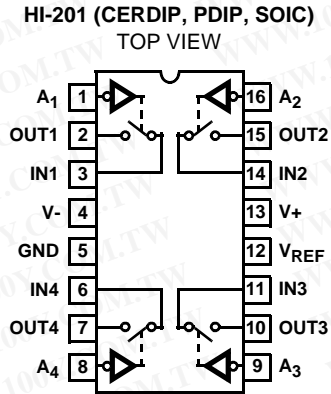 HI-201 (CERDIP, PDIP, SOIC)
TOP VIEW
A1 1 16 A2
OUT1 2 15 OUT2
IN1 3 14 IN2
V- 4 13 V+
GND 5 12 VREF
IN4 6 11 IN3
OUT4 7 10 OUT3
A4 8 9 A3